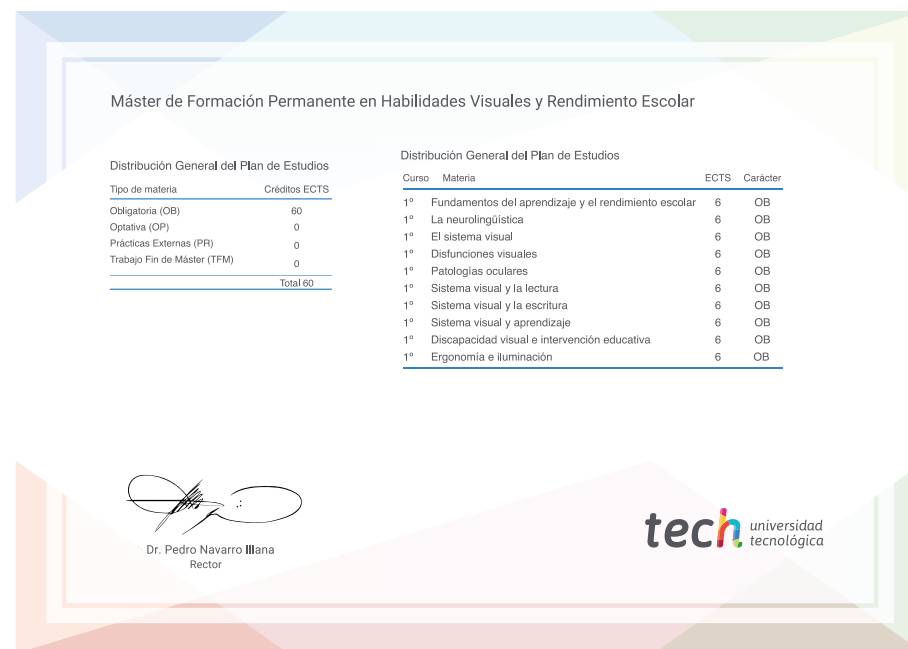 Máster de Formación Permanente en Habilidades Visuales y Rendimiento Escolar
Distribución General del Plan de Estudios
Tipo de materia Créditos ECTS
Obligatoria (OB) 60
Optativa (OP) 0
Prácticas Externas (PR) 0
Trabajo Fin de Máster (TFM) 0
Total 60
Distribución General del Plan de Estudios
Curso Materia ECTS Carácter
1º Fundamentos del aprendizaje y el rendimiento escolar 6 OB
1º La neurolingüística 6 OB
1º El sistema visual 6 OB
1º Disfunciones visuales 6 OB
1º Patologías oculares 6 OB
1º Sistema visual y la lectura 6 OB
1º Sistema visual y la escritura 6 OB
1º Sistema visual y aprendizaje 6 OB
1º Discapacidad visual e intervención educativa 6 OB
1º Ergonomía e iluminación 6 OB
Dr. Pedro Navarro Illana
Rector
tech universidad
tecnológica